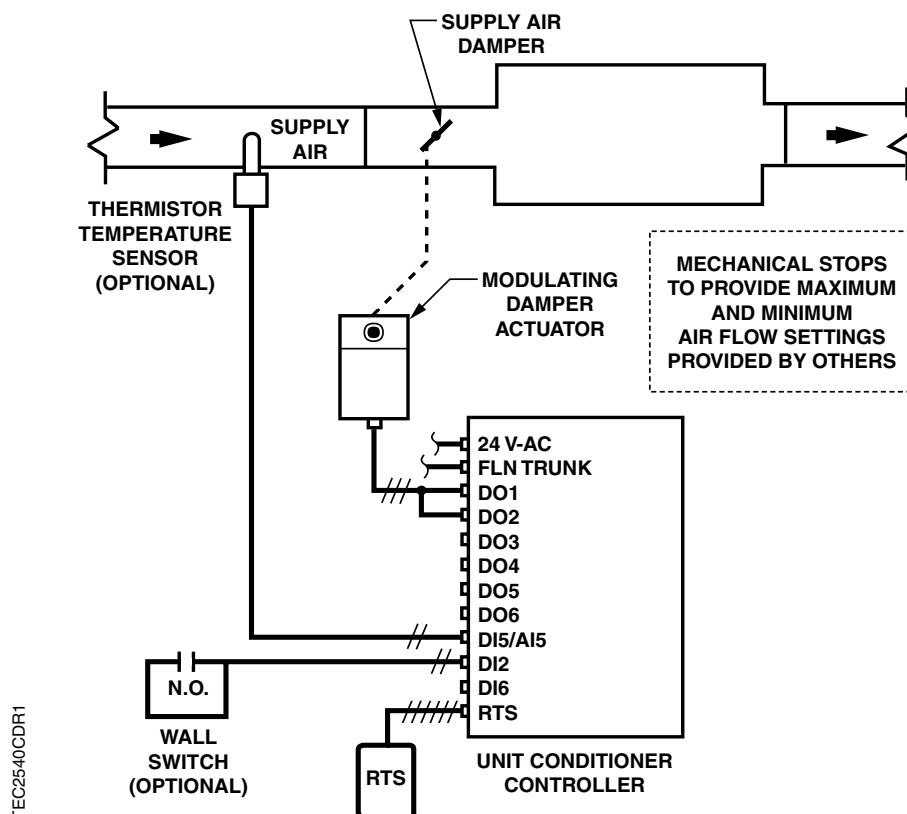 SUPPLY AIR
DAMPER
SUPPLY
AIR
THERMISTOR
TEMPERATURE
SENSOR
(OPTIONAL)
MODULATING
DAMPER
ACTUATOR
MECHANICAL STOPS
TO PROVIDE MAXIMUM
AND MINIMUM
AIR FLOW SETTINGS
PROVIDED BY OTHERS
24 V-AC
FLN TRUNK
DO1
DO2
DO3
DO4
DO5
DO6
DI5/AI5
DI2
DI6
RTS
N.O.
WALL
SWITCH
(OPTIONAL)
RTS
UNIT CONDITIONER
CONTROLLER
TEC2540CDR1